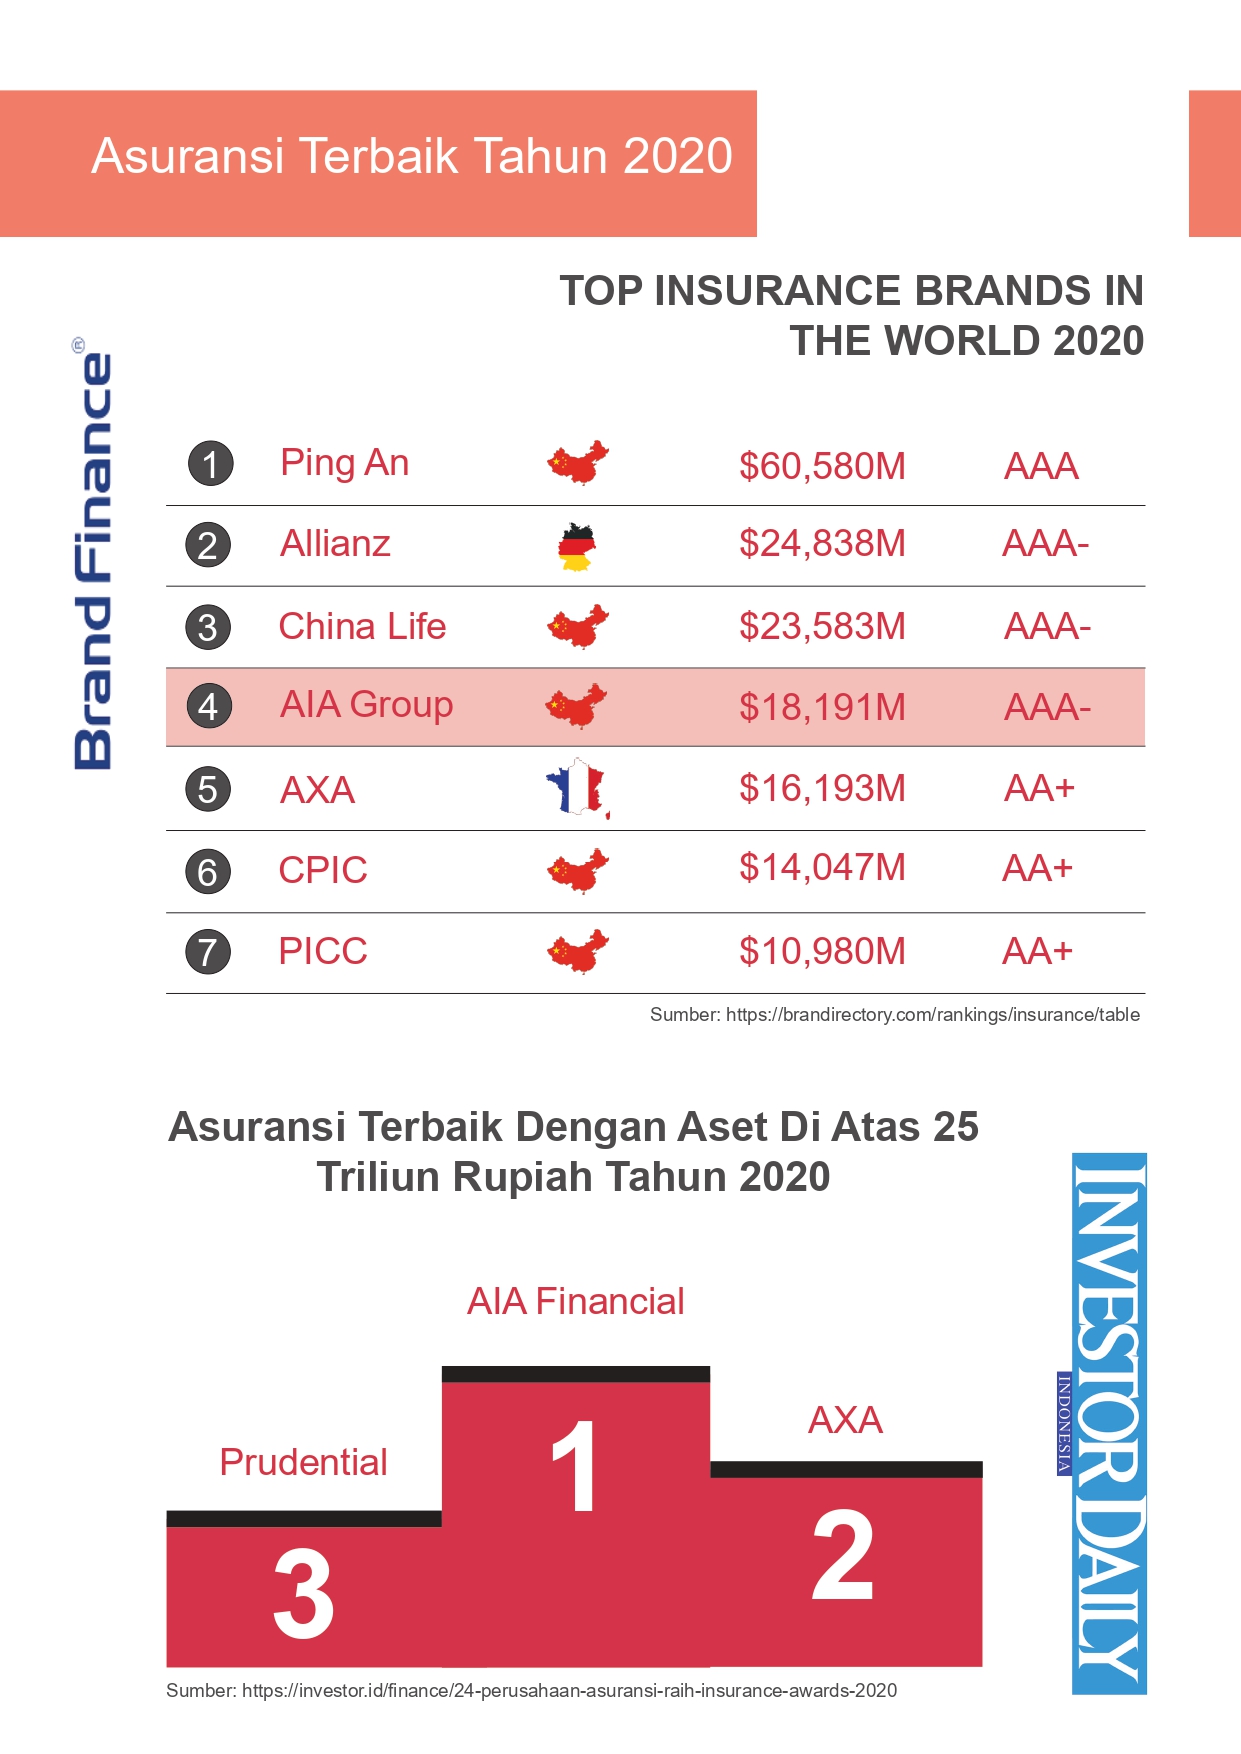 Asuransi Terbaik Tahun 2020
TOP INSURANCE BRANDS IN
THE WORLD 2020
Brand Finance®
1 Ping An $60,580M AAA
2 Allianz $24,838M AAA-
3 China Life $23,583M AAA-
4 AIA Group $18,191M AAA-
5 AXA $16,193M AA+
6 CPIC $14,047M AA+
7 PICC $10,980M AA+
Sumber: https://brandirectory.com/rankings/insurance/table
Asuransi Terbaik Dengan Aset Di Atas 25
Triliun Rupiah Tahun 2020
AIA Financial
1
AXA
2
Prudential
3
INVESTOR DAILY
INDONESIA
Sumber: https://investor.id/finance/24-perusahaan-asuransi-raih-insurance-awards-2020